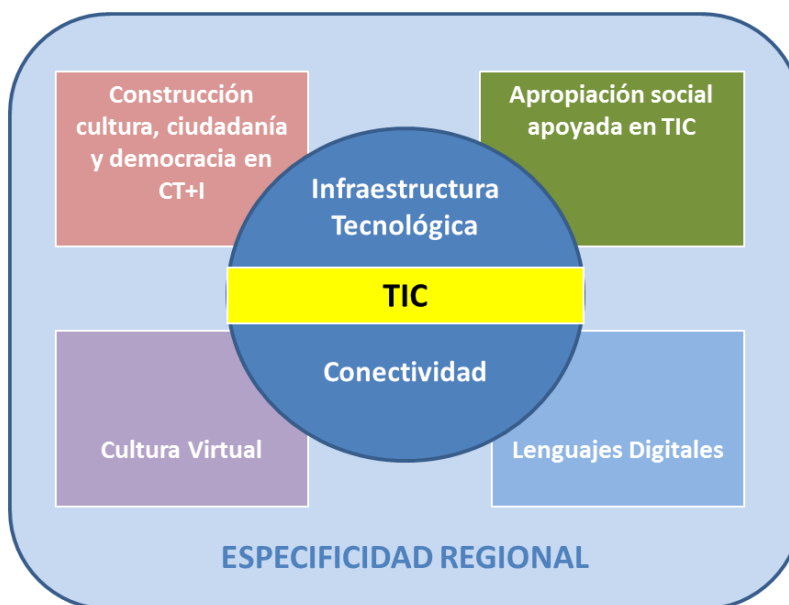 Construcción
cultura, ciudadanía
y democracia en
CT+I
Apropiación social
apoyada en TIC
Infraestructura
Tecnológica
TIC
Conectividad
Cultura Virtual
Lenguajes Digitales
ESPECIFICIDAD REGIONAL